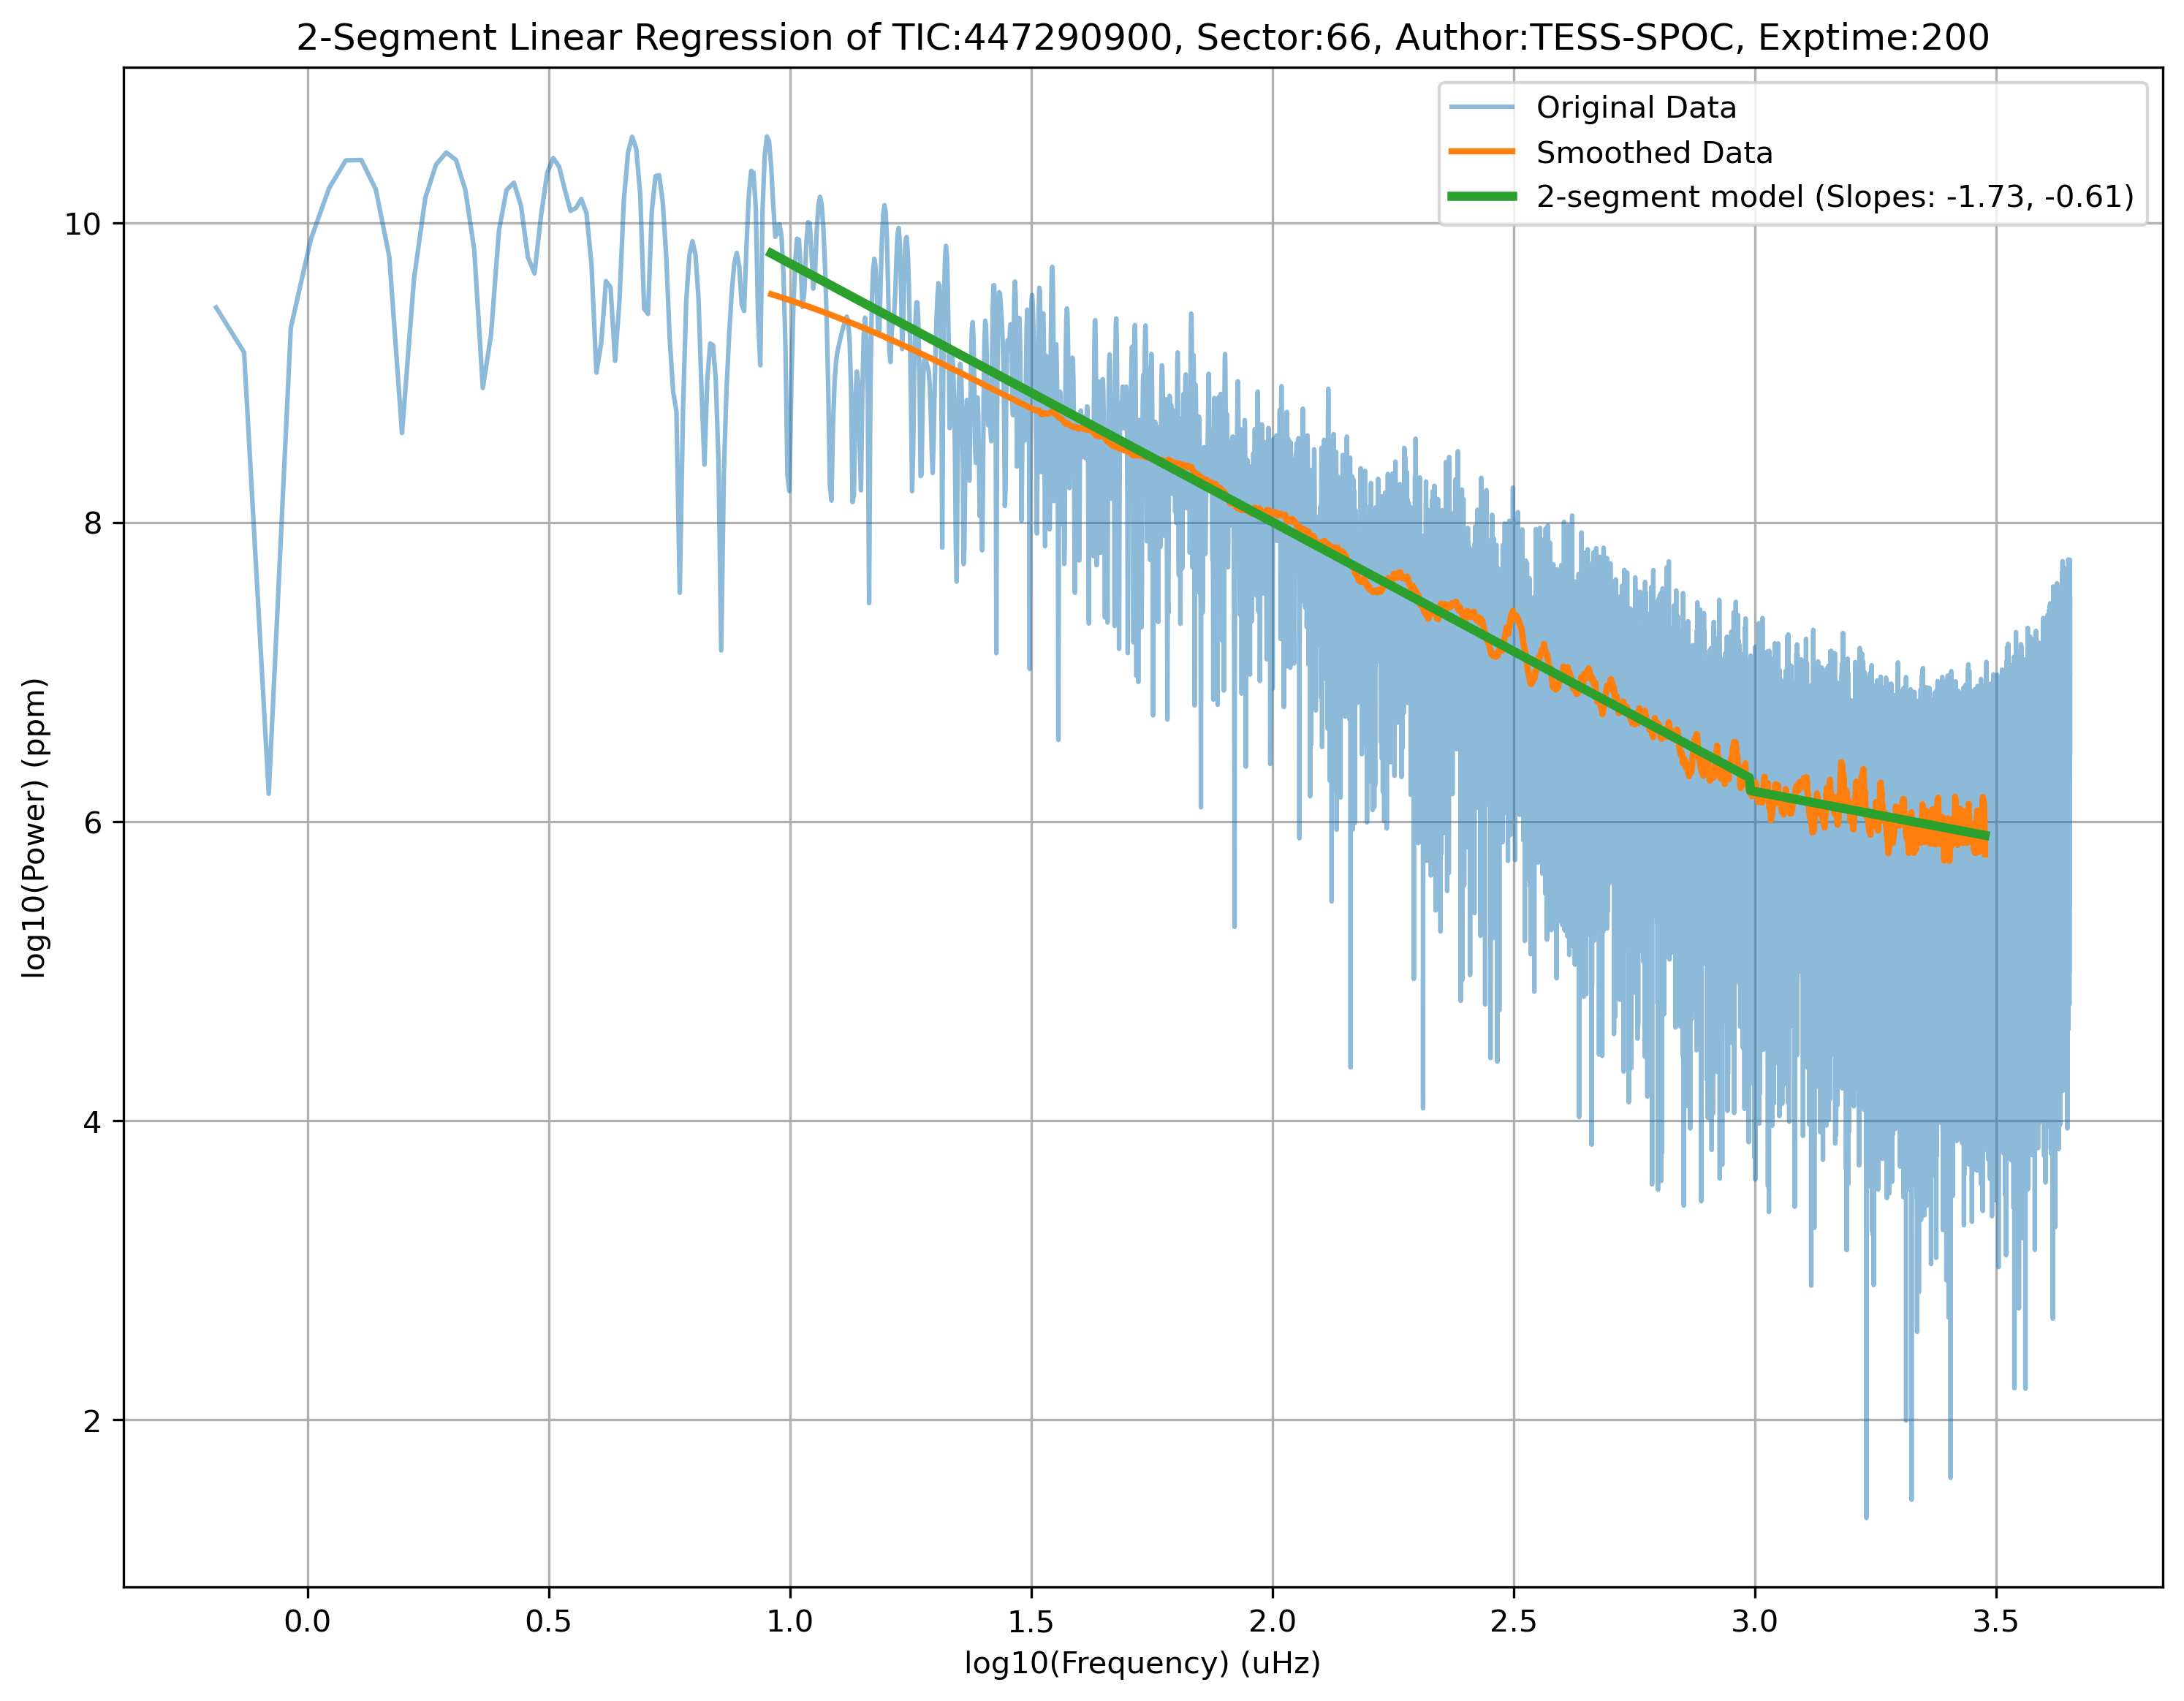 2-Segment Linear Regression of TIC:447290900, Sector:66, Author:TESS-SPOC, Exptime:200
Original Data
Smoothed Data
2-segment model (Slopes: -1.73, -0.61)
log10(Power) (ppm)
10
8
6
4
2
0.0 0.5 1.0 1.5 2.0 2.5 3.0 3.5
log10(Frequency) (uHz)